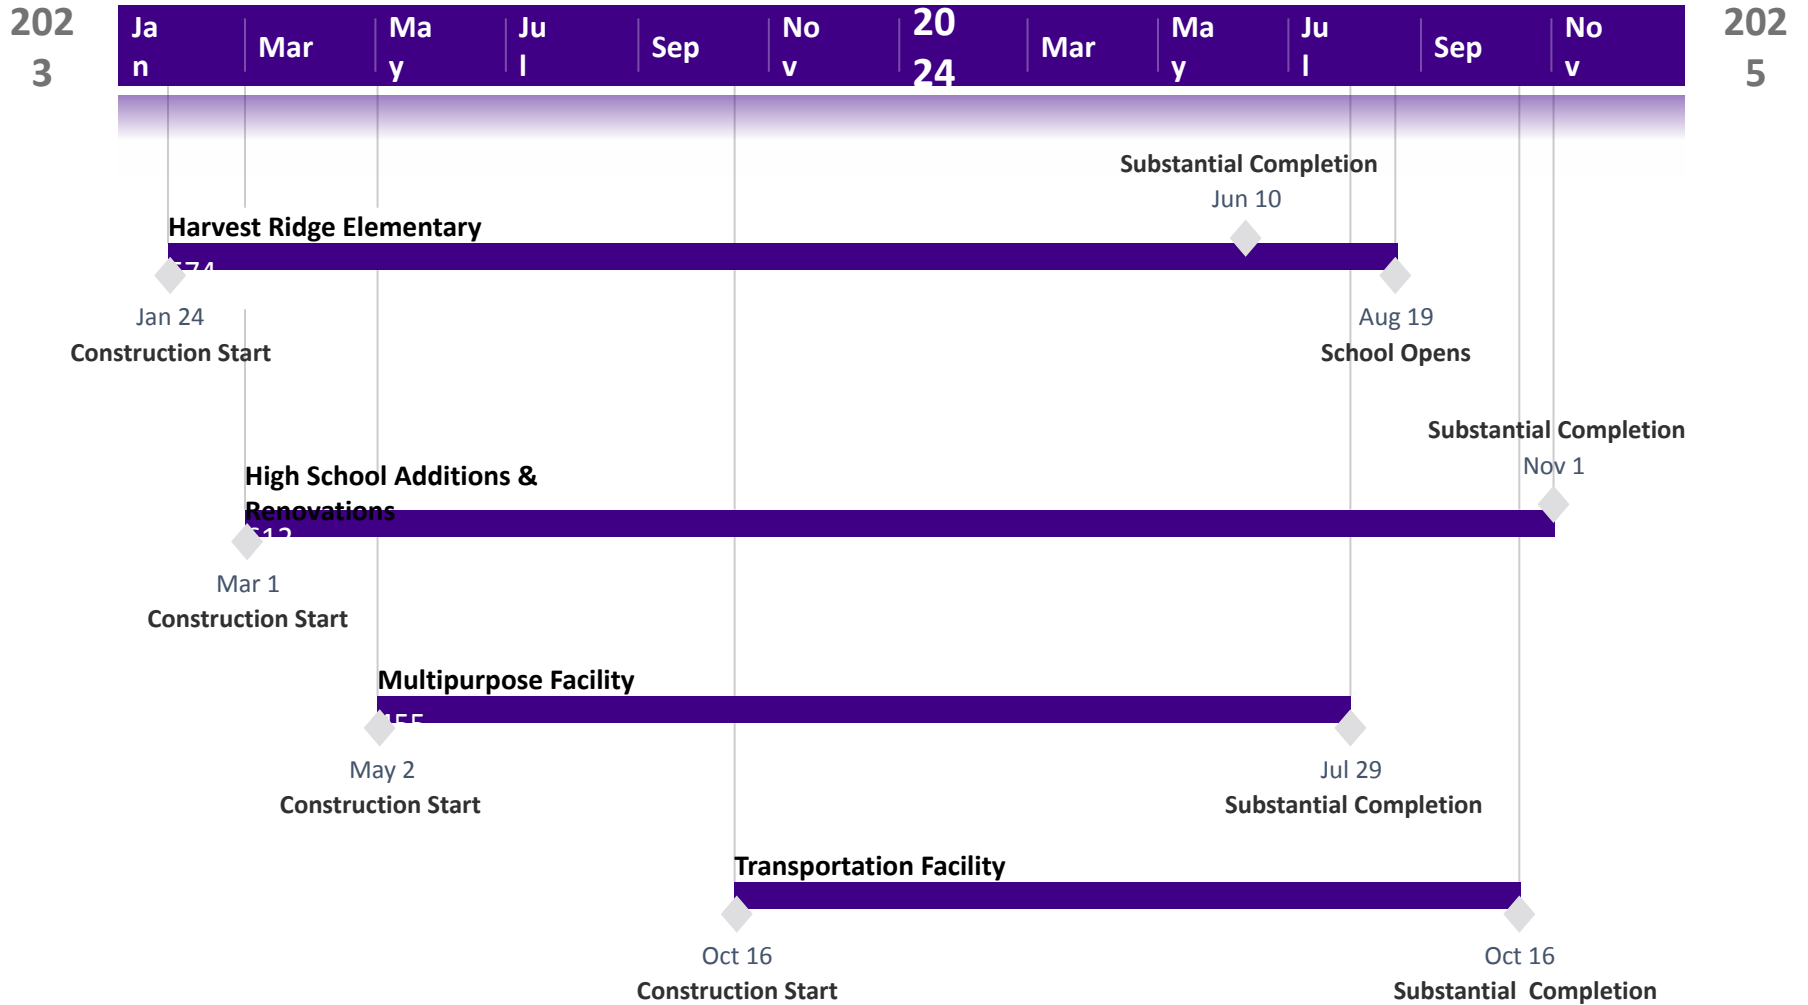 202
3
Ja
n
Mar
Ma
y
Ju
l
Sep
No
v
20
24
Mar
Ma
y
Ju
l
Sep
No
v
202
5
Substantial Completion
Jun 10
Harvest Ridge Elementary
574
Jan 24
Construction Start
Aug 19
School Opens
Substantial Completion
Nov 1
High School Additions &
Renovations
612
Mar 1
Construction Start
Multipurpose Facility
455
May 2
Construction Start
Jul 29
Substantial Completion
Transportation Facility
Oct 16
Construction Start
Oct 16
Substantial Completion